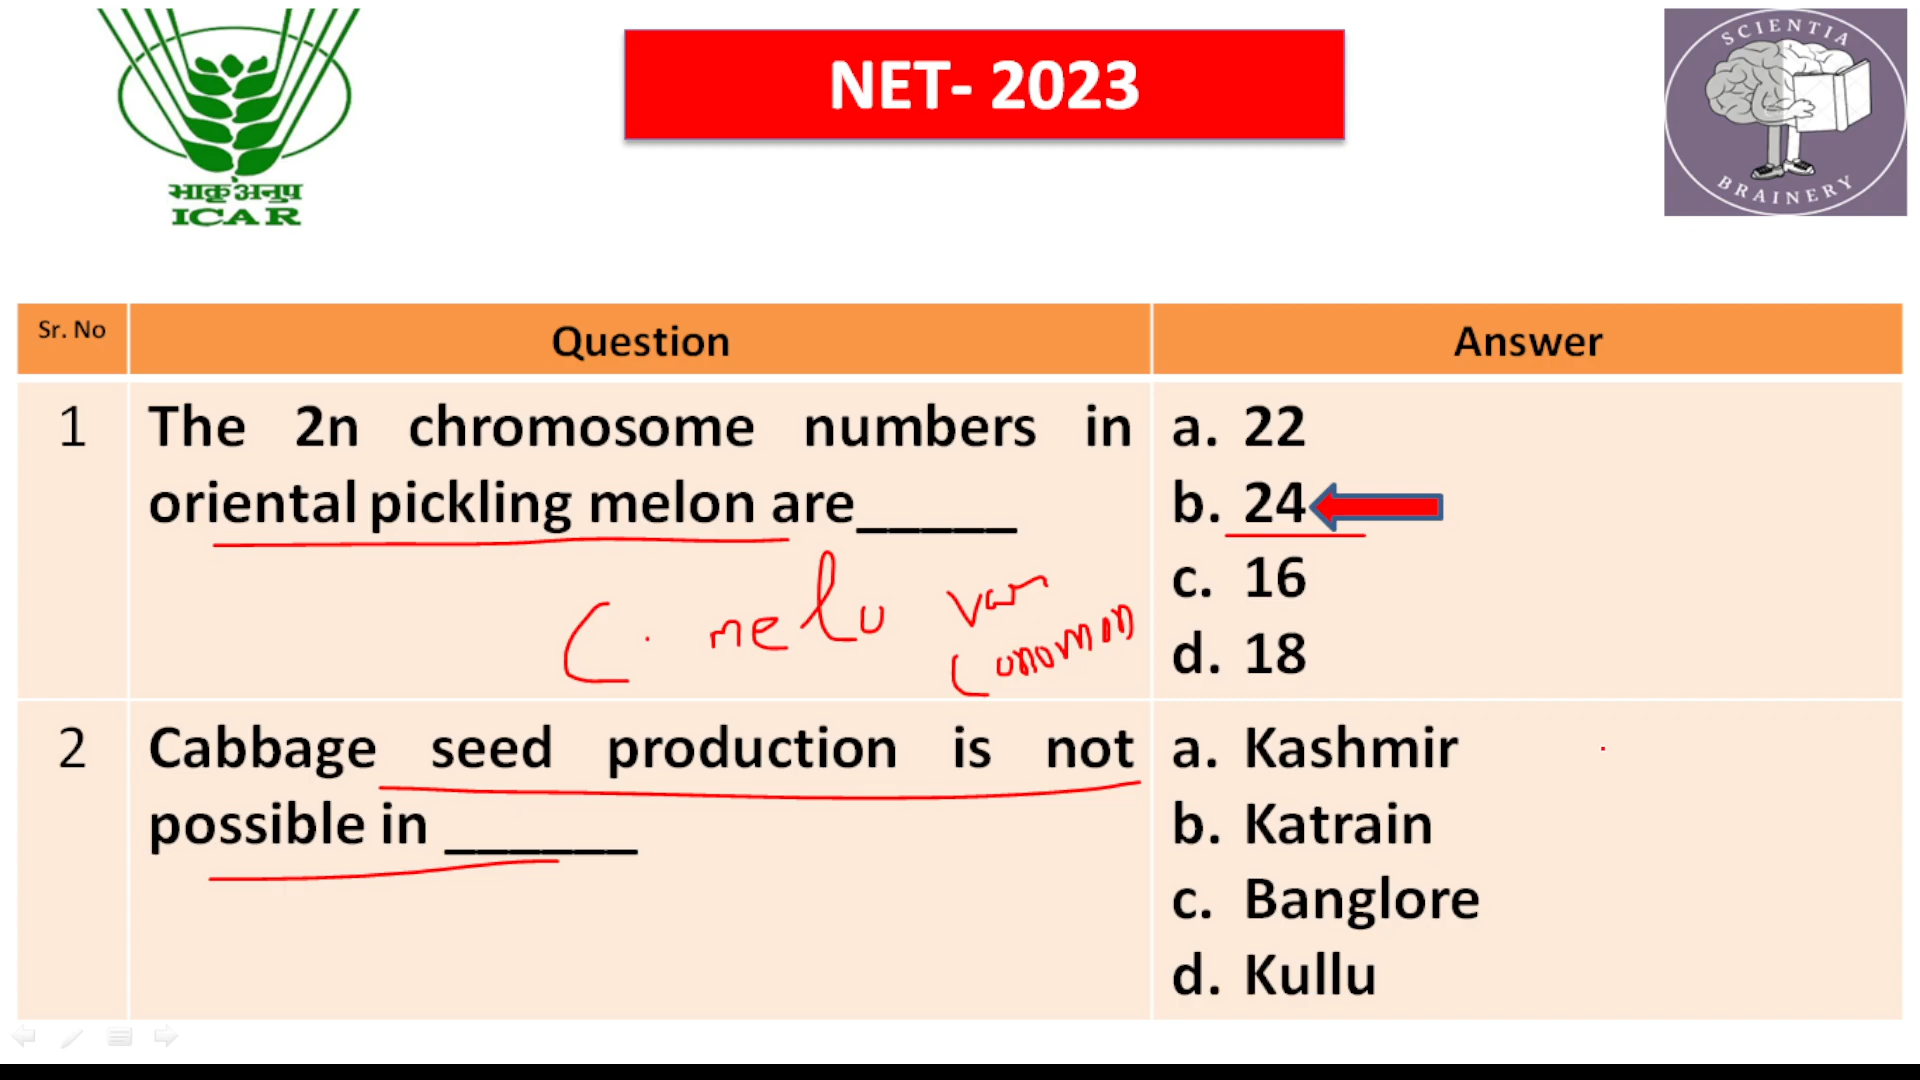 भाकृअनुप
ICAR
NET- 2023
SCIENTIA
BRAINERY
Sr. No
Question
Answer
1
The 2n chromosome numbers in
oriental pickling melon are_____
a. 22
b. 24
c. 16
d. 18
C. melo var
conomon
2
Cabbage seed production is not
possible in ______
a. Kashmir
b. Katrain
c. Banglore
d. Kullu